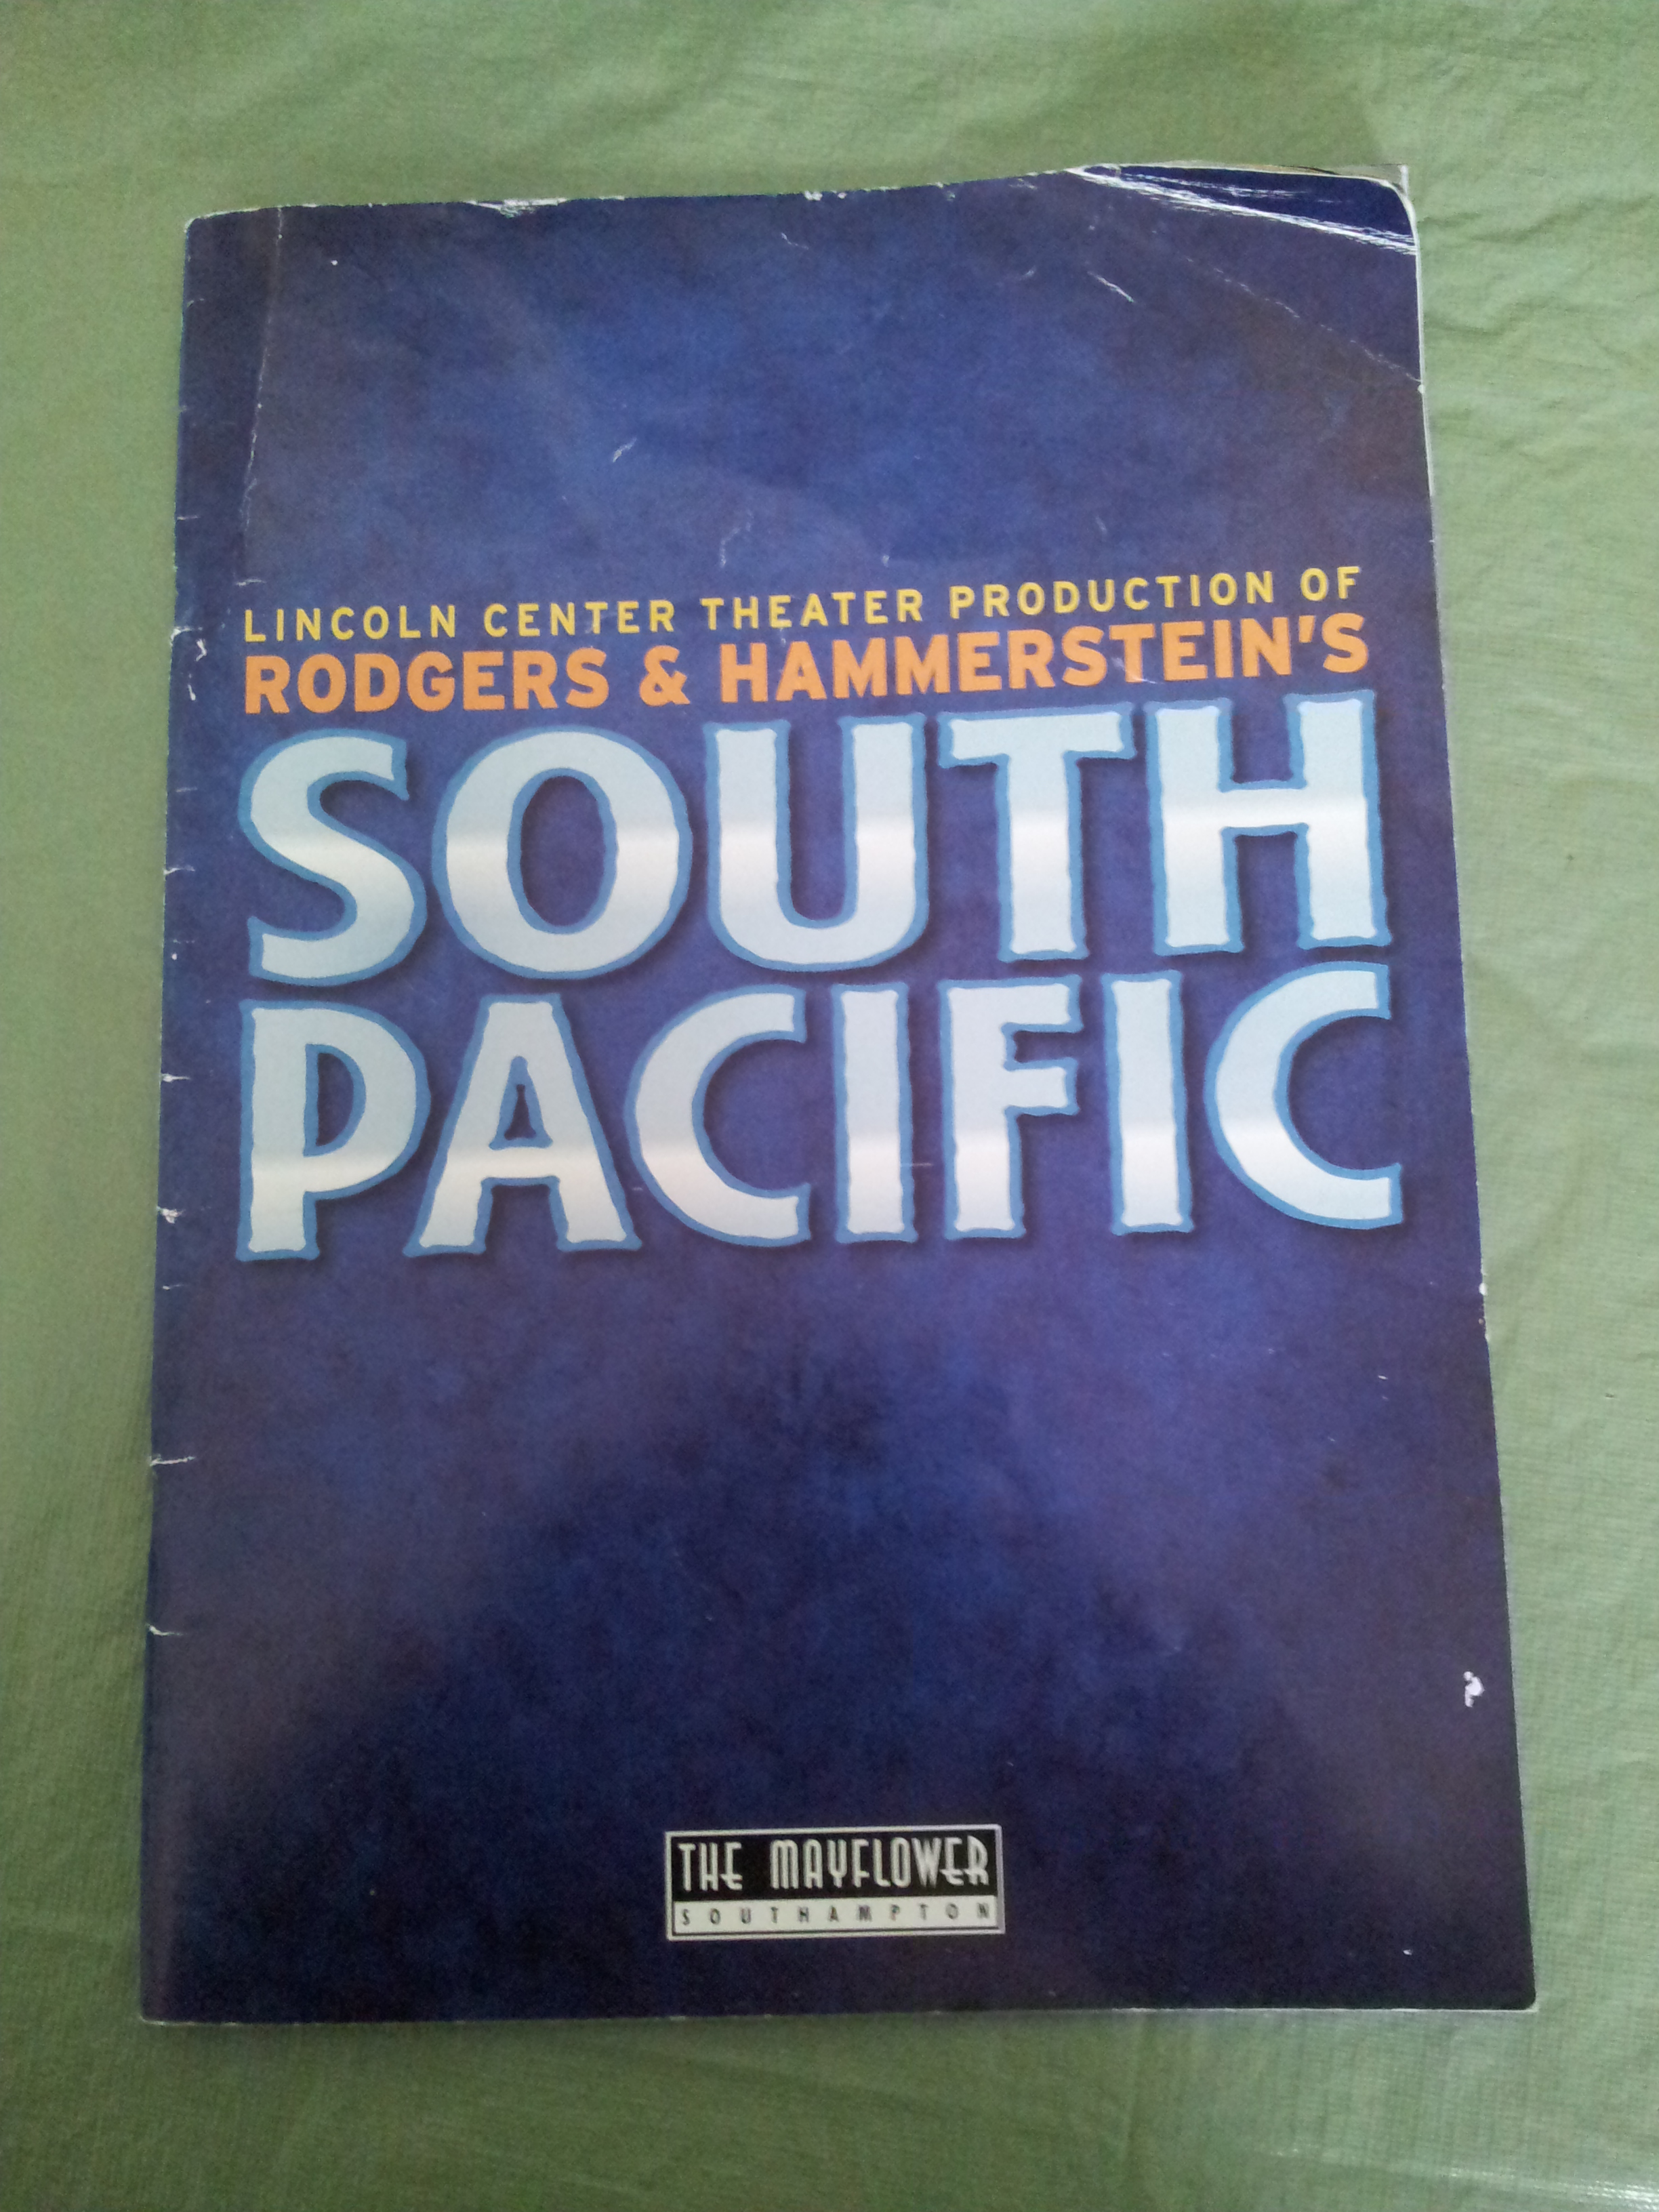 LINCOLN CENTER THEATER PRODUCTION OF
RODGERS & HAMMERSTEIN'S
SOUTH
PACIFIC
THE MAYFLOWER
SOUTHAMPTON